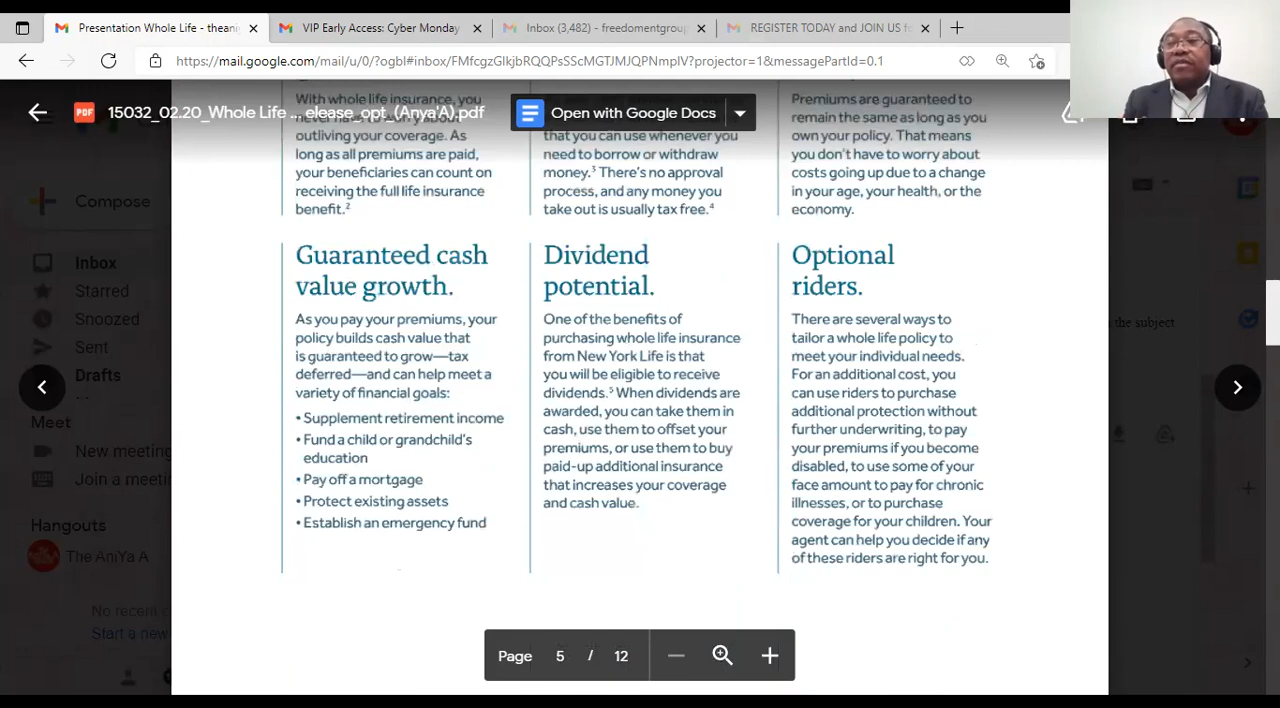 Presentation Whole Life - theani
VIP Early Access: Cyber Monday
Inbox (3,482) - freedomentgroup
REGISTER TODAY and JOIN US f
https://mail.google.com/mail/u/0/?ogbl#inbox/FMfcgzGlkjbRQQPsSScMGTJMJQPNmpIV?projector=1&messagePartId=0.1
15032_02.20_Whole Life ... elease_opt_(Anya'A).pdf
Open with Google Docs
With whole life insurance, you
outliving your coverage. As
long as all premiums are paid,
your beneficiaries can count on
receiving the full life insurance
benefit.²
that you can use whenever you
need to borrow or withdraw
money.³ There's no approval
process, and any money you
take out is usually tax free.⁴
Premiums are guaranteed to
remain the same as long as you
own your policy. That means
you don't have to worry about
costs going up due to a change
in your age, your health, or the
economy.
Guaranteed cash
value growth.
As you pay your premiums, your
policy builds cash value that
is guaranteed to grow—tax
deferred—and can help meet a
variety of financial goals:
• Supplement retirement income
• Fund a child or grandchild's
education
• Pay off a mortgage
• Protect existing assets
• Establish an emergency fund
Dividend
potential.
One of the benefits of
purchasing whole life insurance
from New York Life is that
you will be eligible to receive
dividends.⁵ When dividends are
awarded, you can take them in
cash, use them to offset your
premiums, or use them to buy
paid-up additional insurance
that increases your coverage
and cash value.
Optional
riders.
There are several ways to
tailor a whole life policy to
meet your individual needs.
For an additional cost, you
can use riders to purchase
additional protection without
further underwriting, to pay
your premiums if you become
disabled, to use some of your
face amount to pay for chronic
illnesses, or to purchase
coverage for your children. Your
agent can help you decide if any
of these riders are right for you.
Compose
Inbox
Starred
Snoozed
Sent
Drafts
Meet
New meeting
Join a meeti
Hangouts
The AniYa A
No recent c
Start a new
the subject
Page 5 / 12